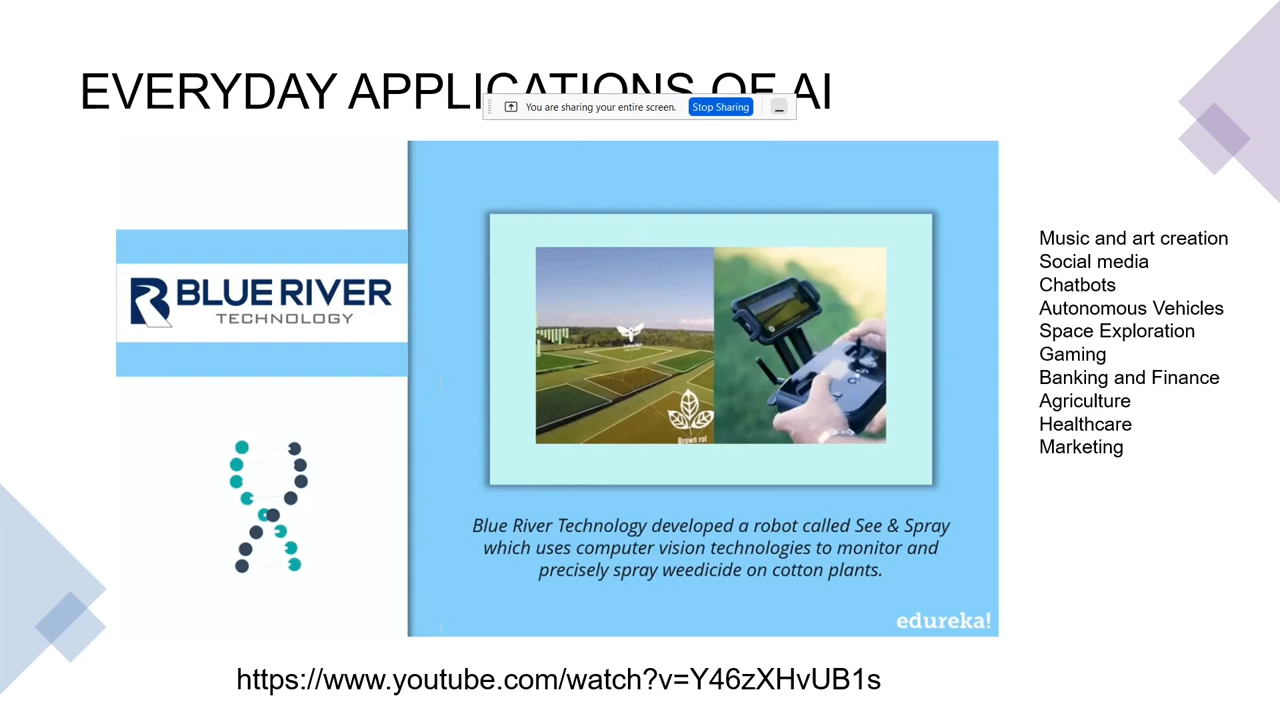 EVERYDAY APPLICATIONS OF AI
You are sharing your entire screen. Stop Sharing
BLUE RIVER
TECHNOLOGY
Brown rot
Blue River Technology developed a robot called See & Spray
which uses computer vision technologies to monitor and
precisely spray weedicide on cotton plants.
edureka!
Music and art creation
Social media
Chatbots
Autonomous Vehicles
Space Exploration
Gaming
Banking and Finance
Agriculture
Healthcare
Marketing
https://www.youtube.com/watch?v=Y46zXHvUB1s